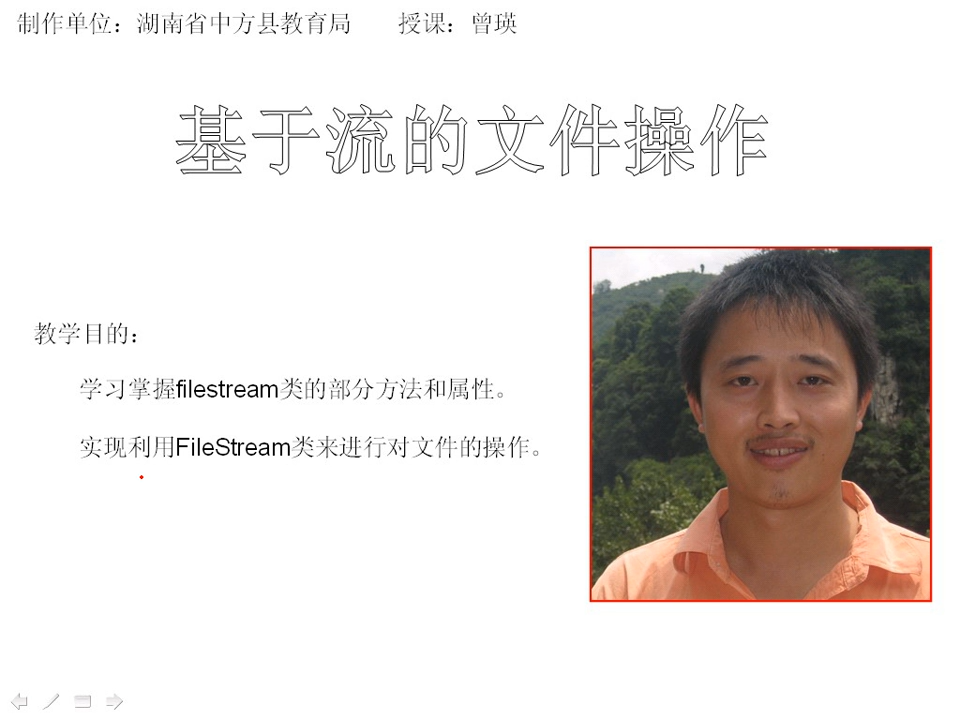 制作单位：湖南省中方县教育局 授课：曾瑛
基于流的文件操作
教学目的：
学习掌握filestream类的部分方法和属性。
实现利用FileStream类来进行对文件的操作。